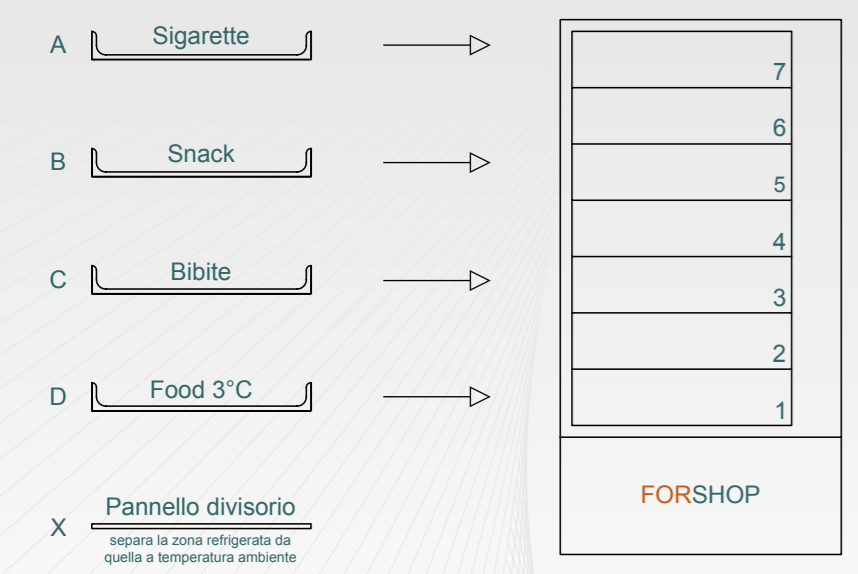 A Sigarette
B Snack
C Bibite
D Food 3°C
X Pannello divisorio
separa la zona refrigerata da
quella a temperatura ambiente
7
6
5
4
3
2
1
FORSHOP